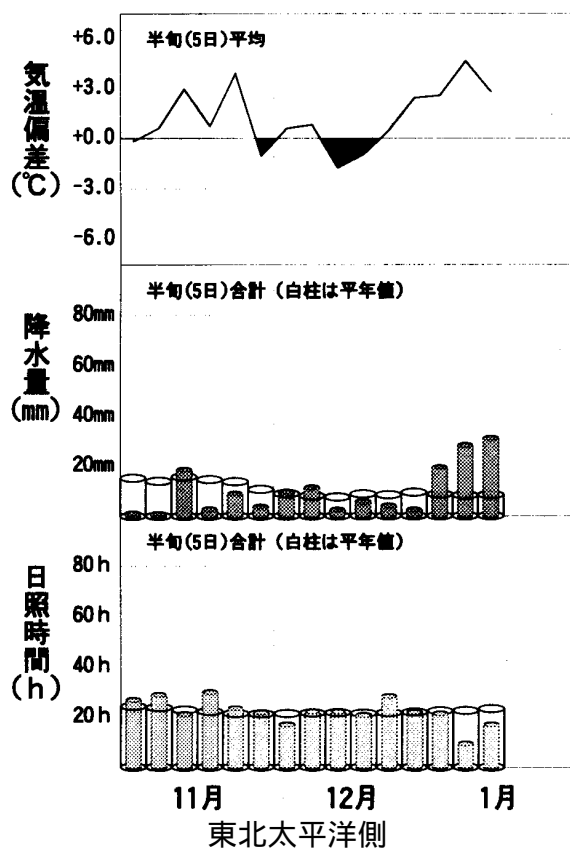 気温偏差(℃)
半旬(5日)平均
+6.0
+3.0
+0.0
−3.0
−6.0
降水量(mm)
半旬(5日)合計 (白柱は平年値)
80mm
60mm
40mm
20mm
日照時間(h)
半旬(5日)合計 (白柱は平年値)
80h
60h
40h
20h
11月 12月 1月
東北太平洋側